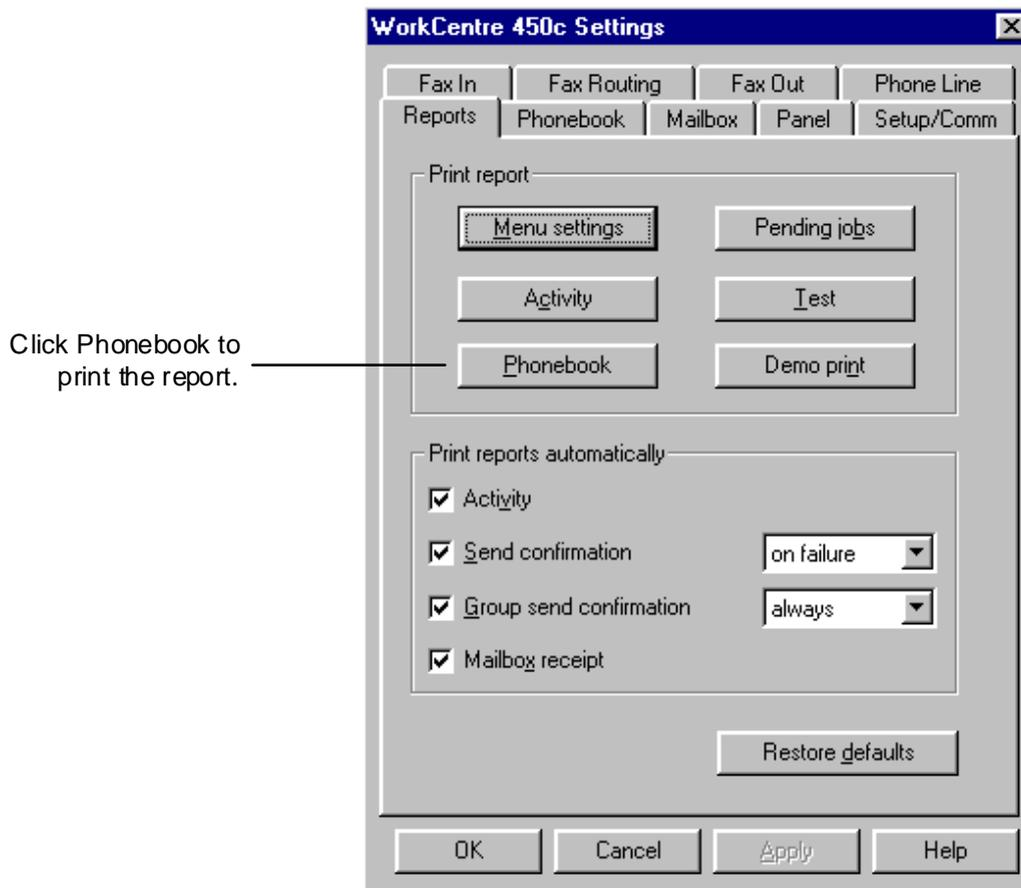 WorkCentre 450c Settings
Fax In Fax Routing Fax Out Phone Line
Reports Phonebook Mailbox Panel Setup/Comm
Print report
Menu settings Pending jobs
Activity Test
Click Phonebook to
print the report.
Phonebook Demo print
Print reports automatically
Activity
Send confirmation on failure
Group send confirmation always
Mailbox receipt
Restore defaults
OK Cancel Apply Help